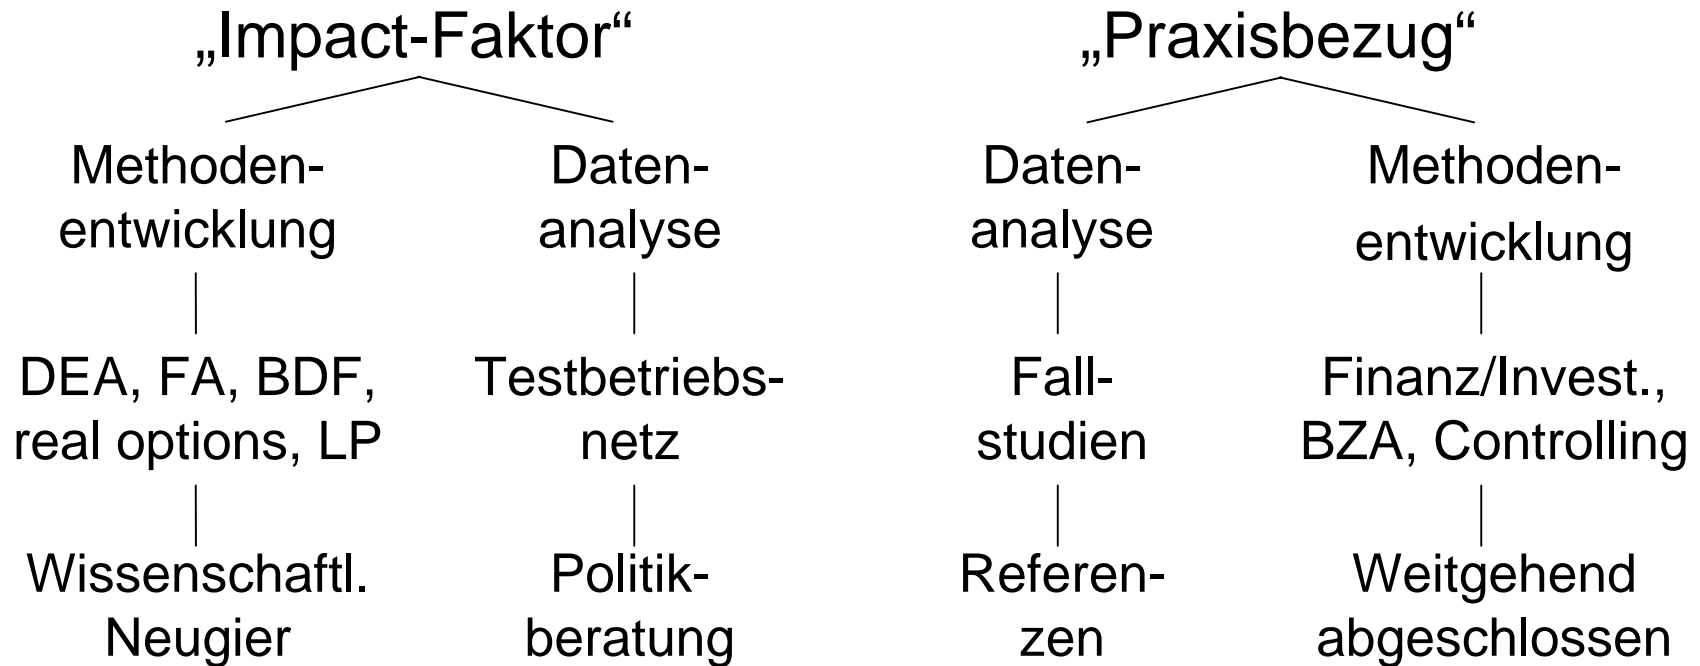 „Impact-Faktor“
„Praxisbezug“
Methoden-
entwicklung
Daten-
analyse
Daten-
analyse
Methoden-
entwicklung
DEA, FA, BDF,
real options, LP
Testbetriebs-
netz
Fall-
studien
Finanz/Invest.,
BZA, Controlling
Wissenschaftl.
Neugier
Politik-
beratung
Referen-
zen
Weitgehend
abgeschlossen